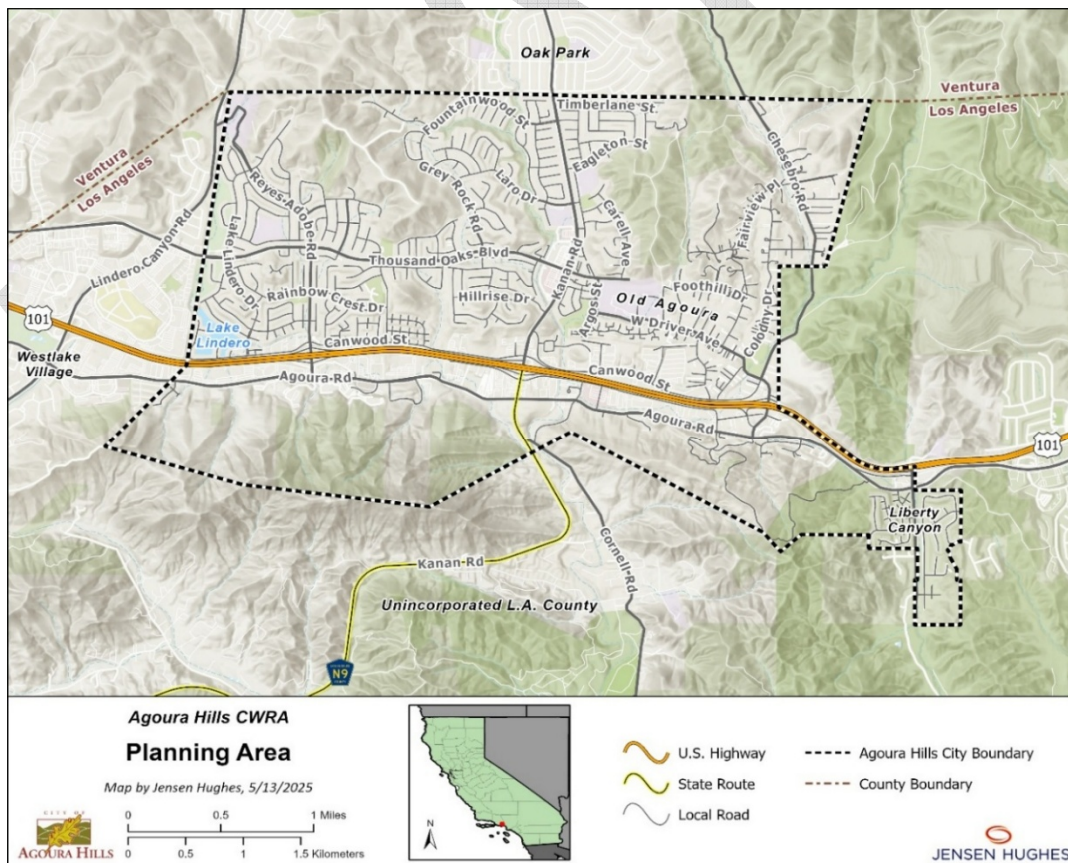 Oak Park
Ventura
Los Angeles
Ventura
Los Angeles
Lindero Canyon Rd
Reyes Adobe Rd
Lake Lindero Dr
Fountainwood St
Timberlane St
Eagleton St
Grey Rock Rd
Laro Dr
Carell Ave
Kanan Rd
Chesebro Rd
Fairview Pl
Thousand Oaks Blvd
Rainbow Crest Dr
Hillrise Dr
Argos St
Foothill Dr
Old Agoura
W Driver Ave
Colodny Dr
101
Lake
Lindero
Canwood St
Canwood St
Westlake
Village
Agoura Rd
Agoura Rd
101
Liberty
Canyon
Kanan Rd
Cornell Rd
Unincorporated L.A. County
N9
Agoura Hills CWRA
Planning Area
Map by Jensen Hughes, 5/13/2025
0 0.5 1 Miles
0 0.5 1 1.5 Kilometers
CITY OF
AGOURA HILLS
N
U.S. Highway
State Route
Local Road
Agoura Hills City Boundary
County Boundary
JENSEN HUGHES